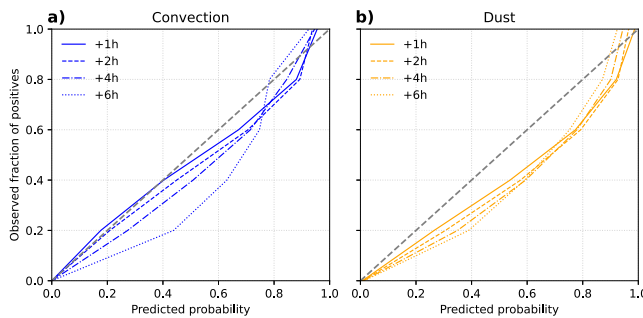 a) Convection
b) Dust
1.0
0.8
0.6
0.4
0.2
0.0
Observed fraction of positives
+1h
+2h
+4h
+6h
+1h
+2h
+4h
+6h
0.0 0.2 0.4 0.6 0.8 1.0
0.0 0.2 0.4 0.6 0.8 1.0
Predicted probability
Predicted probability